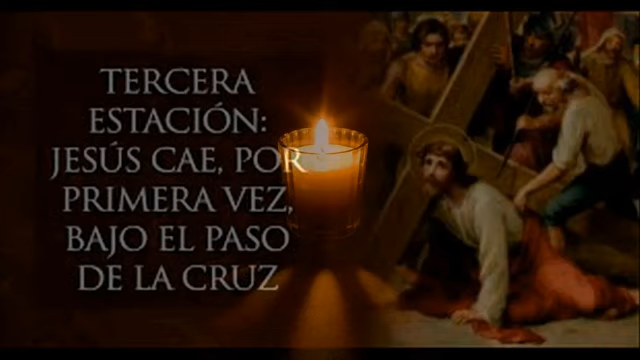 TERCERA
ESTACIÓN:
JESÚS CAE, POR
PRIMERA VEZ,
BAJO EL PASO
DE LA CRUZ